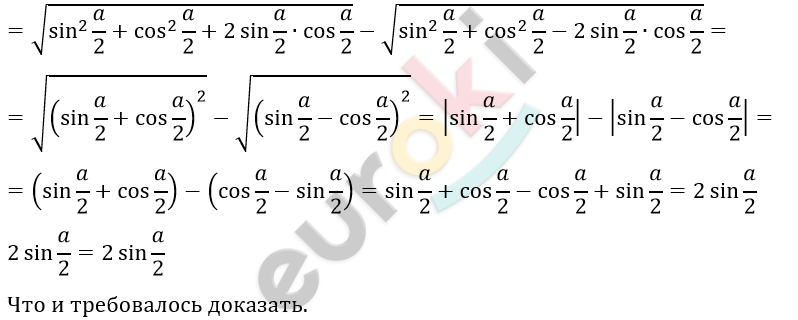 = √(sin² a/2 + cos² a/2 + 2 sin a/2 · cos a/2) − √(sin² a/2 + cos² a/2 − 2 sin a/2 · cos a/2) =
= √((sin a/2 + cos a/2)²) − √((sin a/2 − cos a/2)²) = |sin a/2 + cos a/2| − |sin a/2 − cos a/2| =
= (sin a/2 + cos a/2) − (cos a/2 − sin a/2) = sin a/2 + cos a/2 − cos a/2 + sin a/2 = 2 sin a/2
2 sin a/2 = 2 sin a/2
Что и требовалось доказать.
euroki